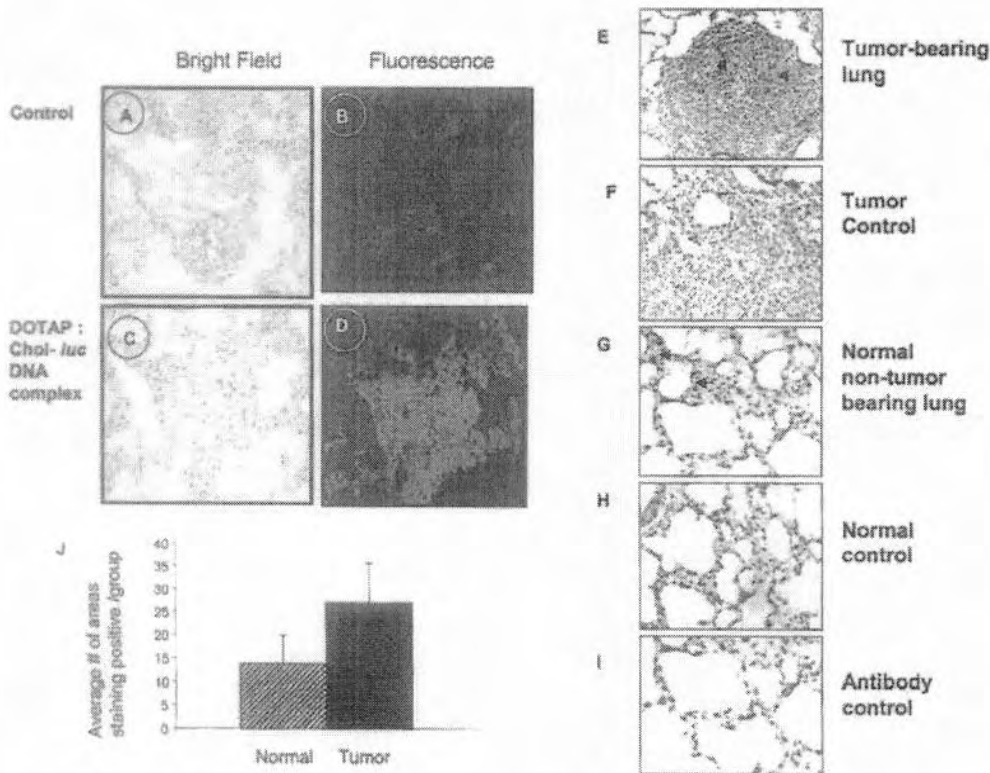 Bright Field Fluorescence
Control
A
B
DOTAP :
Chol- luc
DNA
complex
C
D
J
Average # of areas
staining positive /group
40
35
30
25
20
15
10
5
0
Normal Tumor
E
Tumor-bearing
lung
F
Tumor
Control
G
Normal
non-tumor
bearing lung
H
Normal
control
I
Antibody
control